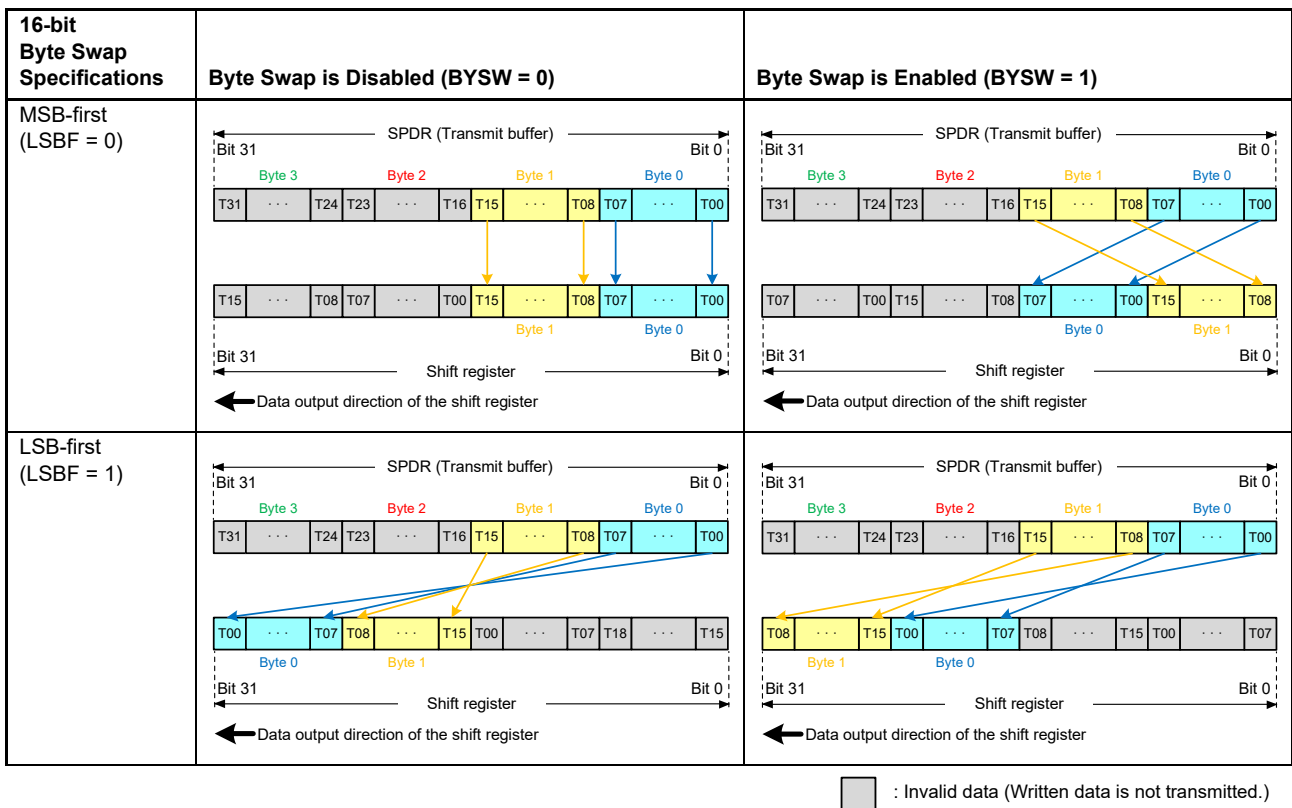 16-bit
Byte Swap
Specifications
Byte Swap is Disabled (BYSW = 0)
Byte Swap is Enabled (BYSW = 1)
MSB-first
(LSBF = 0)
SPDR (Transmit buffer)
Bit 31 Bit 0
Byte 3 Byte 2 Byte 1 Byte 0
T31 · · · T24 T23 · · · T16 T15 · · · T08 T07 · · · T00
T15 · · · T08 T07 · · · T00 T15 · · · T08 T07 · · · T00
Byte 1 Byte 0
Bit 31 Bit 0
Shift register
Data output direction of the shift register
SPDR (Transmit buffer)
Bit 31 Bit 0
Byte 3 Byte 2 Byte 1 Byte 0
T31 · · · T24 T23 · · · T16 T15 · · · T08 T07 · · · T00
T07 · · · T00 T15 · · · T08 T07 · · · T00 T15 · · · T08
Byte 0 Byte 1
Bit 31 Bit 0
Shift register
Data output direction of the shift register
LSB-first
(LSBF = 1)
SPDR (Transmit buffer)
Bit 31 Bit 0
Byte 3 Byte 2 Byte 1 Byte 0
T31 · · · T24 T23 · · · T16 T15 · · · T08 T07 · · · T00
T00 · · · T07 T08 · · · T15 T00 · · · T07 T18 · · · T15
Byte 0 Byte 1
Bit 31 Bit 0
Shift register
Data output direction of the shift register
SPDR (Transmit buffer)
Bit 31 Bit 0
Byte 3 Byte 2 Byte 1 Byte 0
T31 · · · T24 T23 · · · T16 T15 · · · T08 T07 · · · T00
T08 · · · T15 T00 · · · T07 T08 · · · T15 T00 · · · T07
Byte 1 Byte 0
Bit 31 Bit 0
Shift register
Data output direction of the shift register
: Invalid data (Written data is not transmitted.)